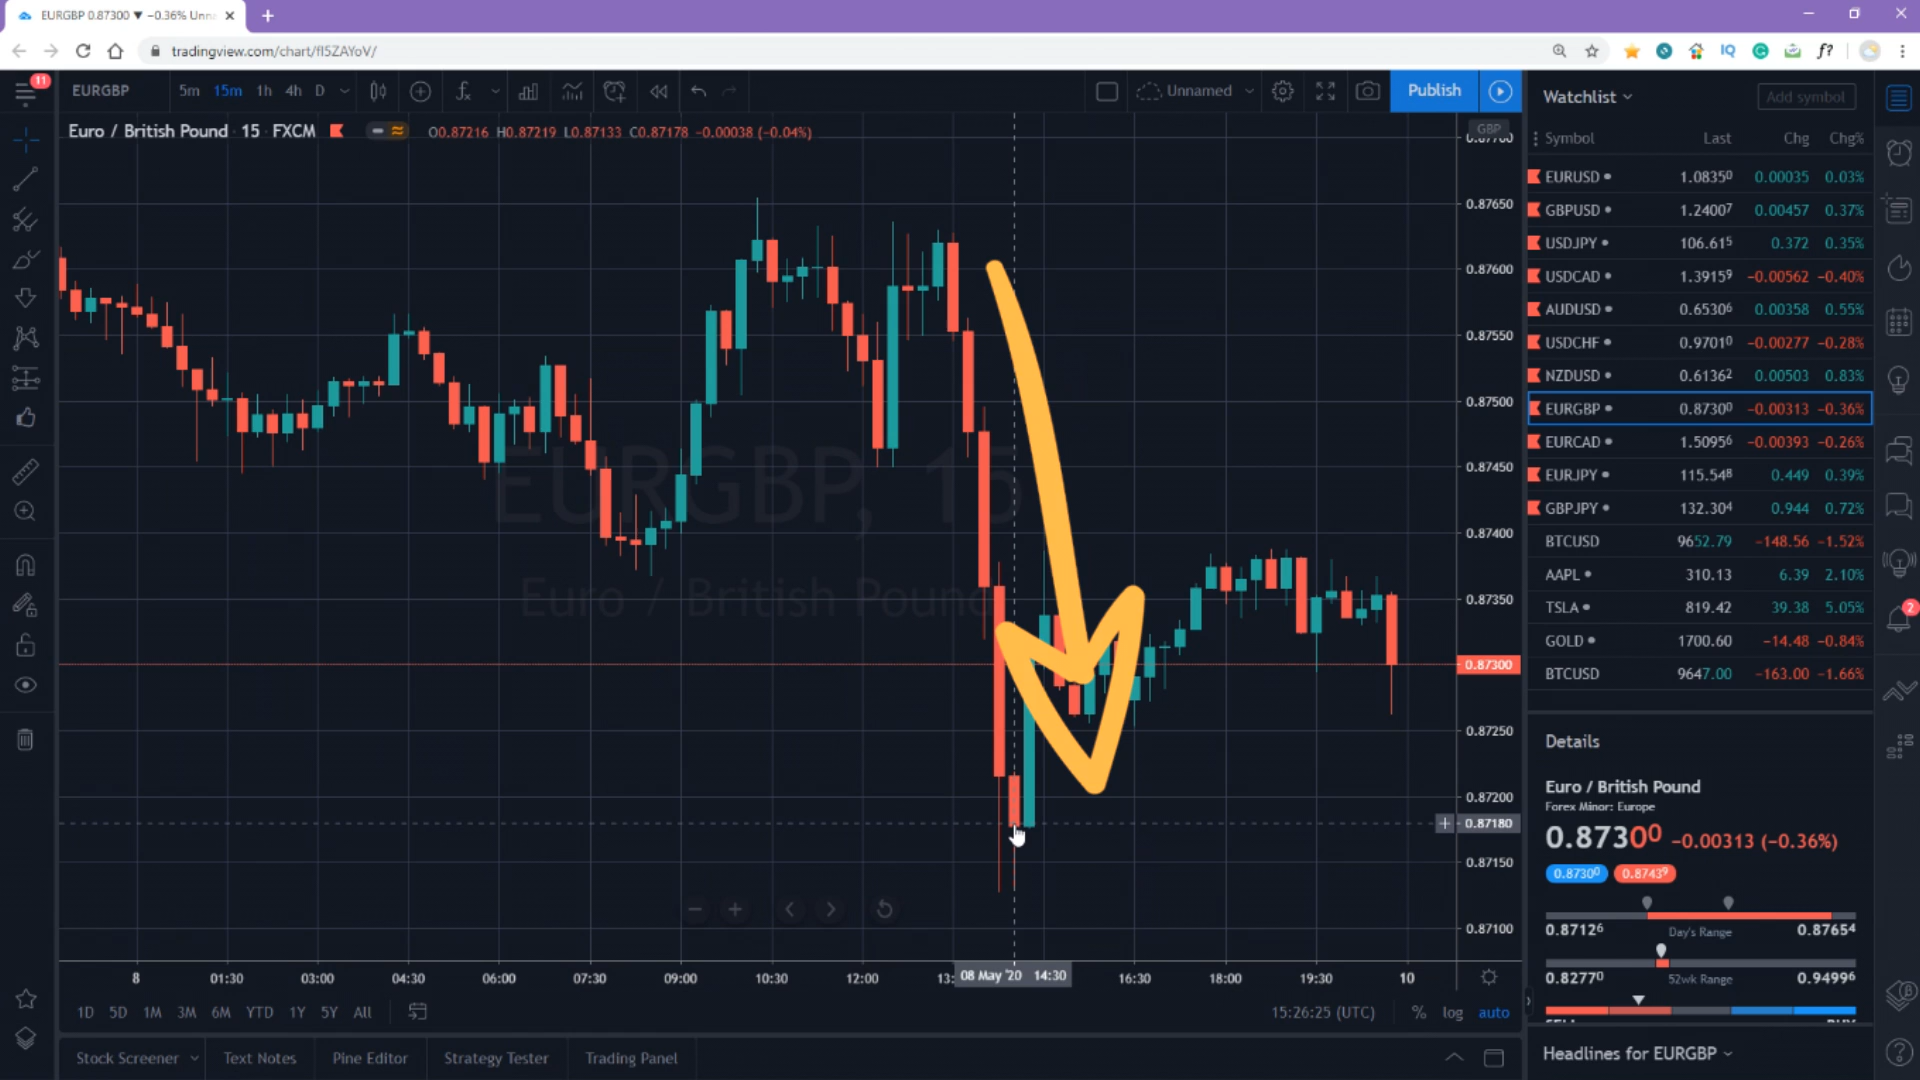 EURGBP 0.87300 ▼ −0.36% Unna
tradingview.com/chart/fI5ZAYoV/
IQ
f?
11
EURGBP 5m 15m 1h 4h D
Unnamed
Publish
Watchlist
Add symbol
Euro / British Pound · 15 · FXCM
O0.87216 H0.87219 L0.87133 C0.87178 −0.00038 (−0.04%)
GBP
Symbol Last Chg Chg%
EURUSD 1.08350 0.00035 0.03%
GBPUSD 1.24007 0.00457 0.37%
USDJPY 106.615 0.372 0.35%
USDCAD 1.39159 −0.00562 −0.40%
AUDUSD 0.65306 0.00358 0.55%
USDCHF 0.97010 −0.00277 −0.28%
NZDUSD 0.61362 0.00503 0.83%
EURGBP 0.87300 −0.00313 −0.36%
EURCAD 1.50956 −0.00393 −0.26%
EURJPY 115.548 0.449 0.39%
GBPJPY 132.304 0.944 0.72%
BTCUSD 9652.79 −148.56 −1.52%
AAPL 310.13 6.39 2.10%
TSLA 819.42 39.38 5.05%
GOLD 1700.60 −14.48 −0.84%
BTCUSD 9647.00 −163.00 −1.66%
2
0.87700
0.87650
0.87600
0.87550
0.87500
0.87450
0.87400
0.87350
0.87300
0.87250
0.87200
0.87180
0.87150
0.87100
EURGBP, 15
Euro / British Pound
Details
Euro / British Pound
Forex Minor: Europe
0.87300 −0.00313 (−0.36%)
0.87300 0.87439
0.87126 Day's Range 0.87654
0.82770 52wk Range 0.94996
SELL BUY
8 01:30 03:00 04:30 06:00 07:30 09:00 10:30 12:00 13: 08 May '20 14:30 16:30 18:00 19:30 10
1D 5D 1M 3M 6M YTD 1Y 5Y All
15:26:25 (UTC) % log auto
Stock Screener Text Notes Pine Editor Strategy Tester Trading Panel
Headlines for EURGBP